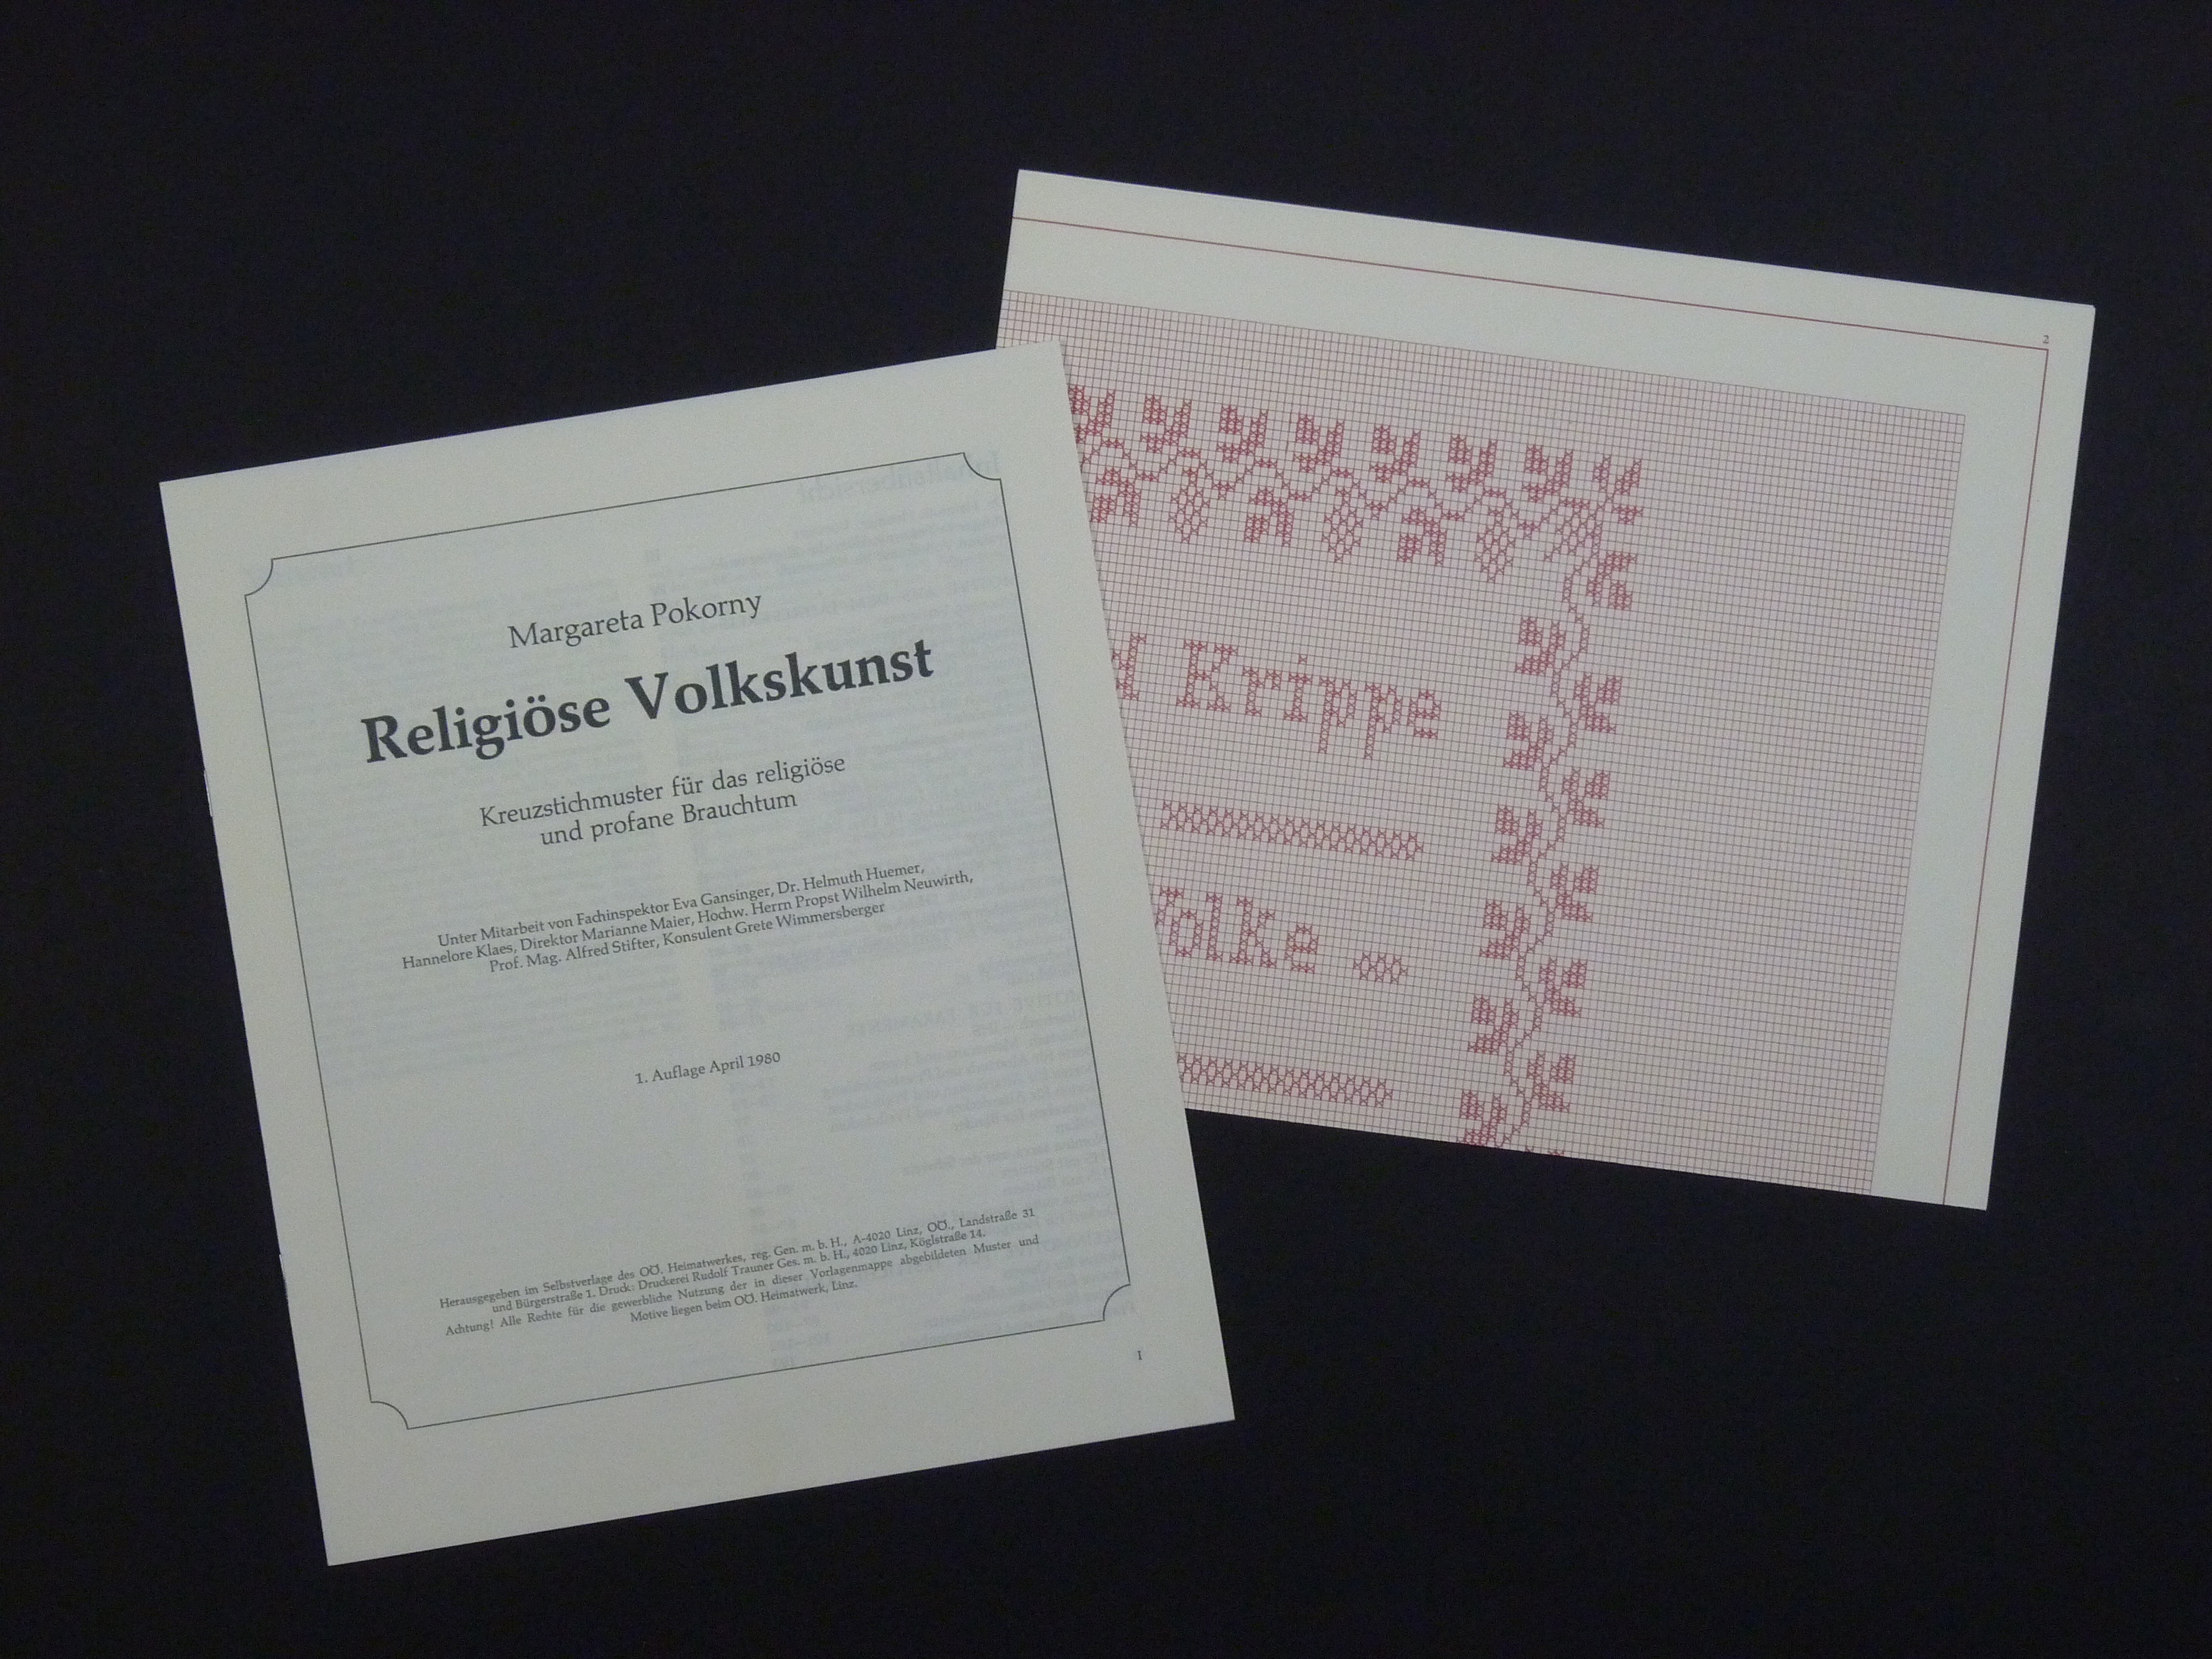 Margareta Pokorny
Religiöse Volkskunst
Kreuzstichmuster für das religiöse
und profane Brauchtum
Unter Mitarbeit von Fachinspektor Eva Gansinger, Dr. Helmuth Huemer,
Hannelore Klaes, Direktor Marianne Maier, Hochw. Herrn Propst Wilhelm Neuwirth,
Prof. Mag. Alfred Stifter, Konsulent Grete Wimmersberger
1. Auflage April 1980
Herausgegeben im Selbstverlage des OÖ. Heimatwerkes, reg. Gen. m. b. H., A-4020 Linz, OÖ., Landstraße 31
und Bürgerstraße 1. Druck: Druckerei Rudolf Trauner Ges. m. b. H., 4020 Linz, Köglstraße 14.
Achtung! Alle Rechte für die gewerbliche Nutzung der in dieser Vorlagenmappe abgebildeten Muster und
Motive liegen beim OÖ. Heimatwerk, Linz.
I
2
Krippe
olke ...